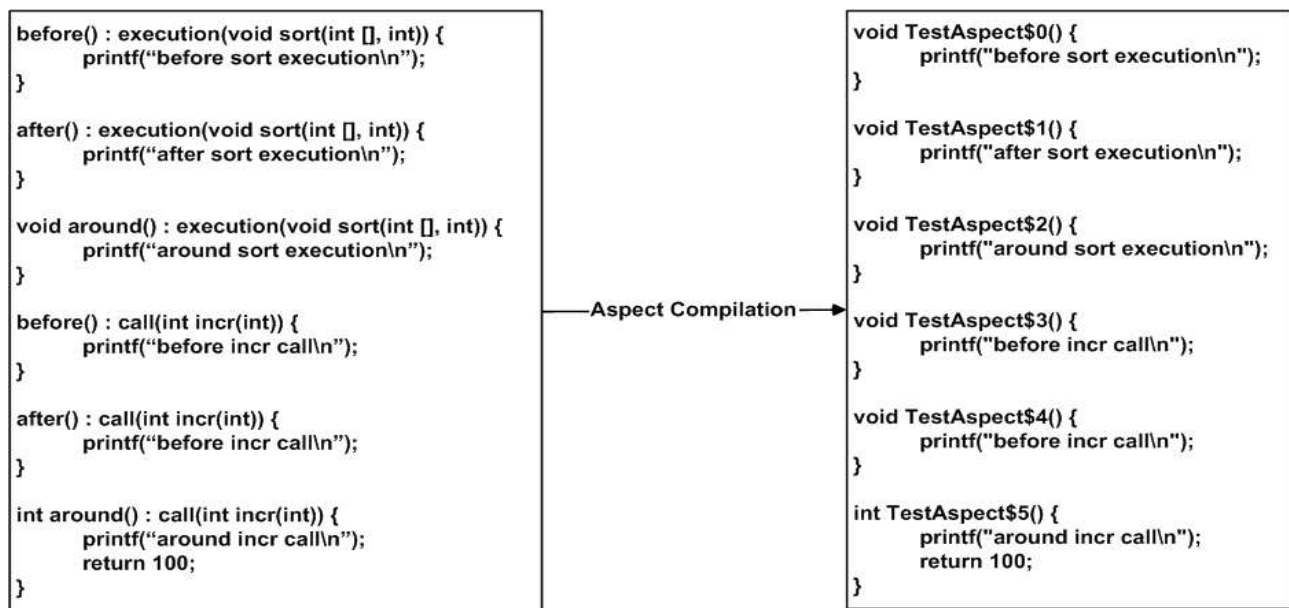 before() : execution(void sort(int [], int)) {
printf(“before sort execution\n”);
}
after() : execution(void sort(int [], int)) {
printf(“after sort execution\n”);
}
void around() : execution(void sort(int [], int)) {
printf(“around sort execution\n”);
}
before() : call(int incr(int)) {
printf(“before incr call\n”);
}
after() : call(int incr(int)) {
printf(“before incr call\n”);
}
int around() : call(int incr(int)) {
printf(“around incr call\n”);
return 100;
}
Aspect Compilation
void TestAspect$0() {
printf("before sort execution\n");
}
void TestAspect$1() {
printf("after sort execution\n");
}
void TestAspect$2() {
printf("around sort execution\n");
}
void TestAspect$3() {
printf("before incr call\n");
}
void TestAspect$4() {
printf("before incr call\n");
}
int TestAspect$5() {
printf("around incr call\n");
return 100;
}